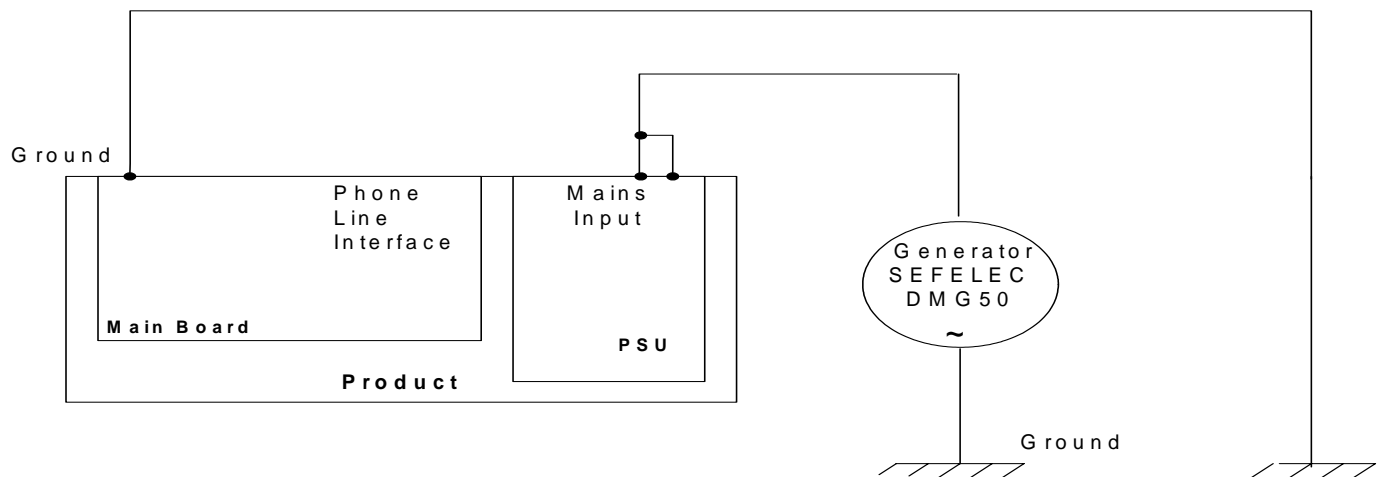 Ground
Phone
Line
Interface
Mains
Input
Generator
SEFELEC
DMG50
~
Main Board
PSU
Product
Ground